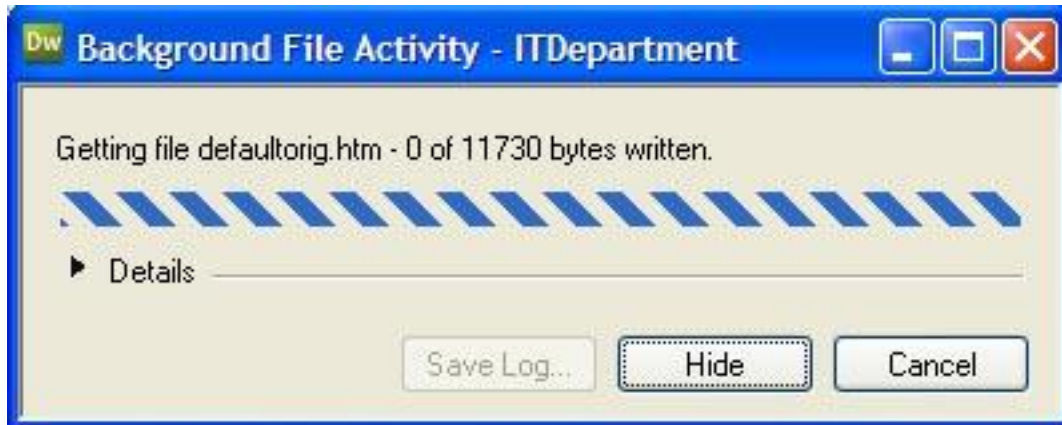 Dw Background File Activity - ITDepartment
Getting file defaultorig.htm - 0 of 11730 bytes written.
Details
Save Log... Hide Cancel